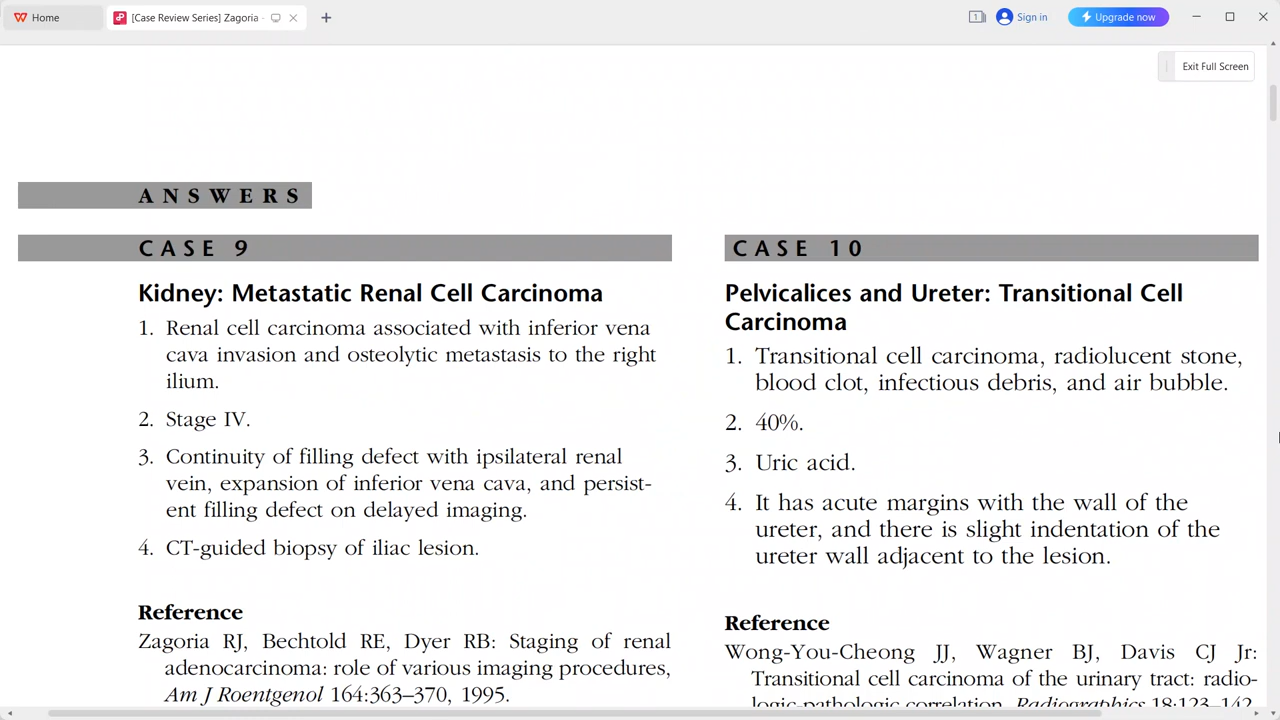 Home
[Case Review Series] Zagoria
1
Sign in
Upgrade now
Exit Full Screen
ANSWERS
CASE 9
Kidney: Metastatic Renal Cell Carcinoma
1. Renal cell carcinoma associated with inferior vena
cava invasion and osteolytic metastasis to the right
ilium.
2. Stage IV.
3. Continuity of filling defect with ipsilateral renal
vein, expansion of inferior vena cava, and persist-
ent filling defect on delayed imaging.
4. CT-guided biopsy of iliac lesion.
Reference
Zagoria RJ, Bechtold RE, Dyer RB: Staging of renal
adenocarcinoma: role of various imaging procedures,
Am J Roentgenol 164:363–370, 1995.
CASE 10
Pelvicalices and Ureter: Transitional Cell
Carcinoma
1. Transitional cell carcinoma, radiolucent stone,
blood clot, infectious debris, and air bubble.
2. 40%.
3. Uric acid.
4. It has acute margins with the wall of the
ureter, and there is slight indentation of the
ureter wall adjacent to the lesion.
Reference
Wong-You-Cheong JJ, Wagner BJ, Davis CJ Jr:
Transitional cell carcinoma of the urinary tract: radio-
logic-pathologic correlation, Radiographics 18:123–142,